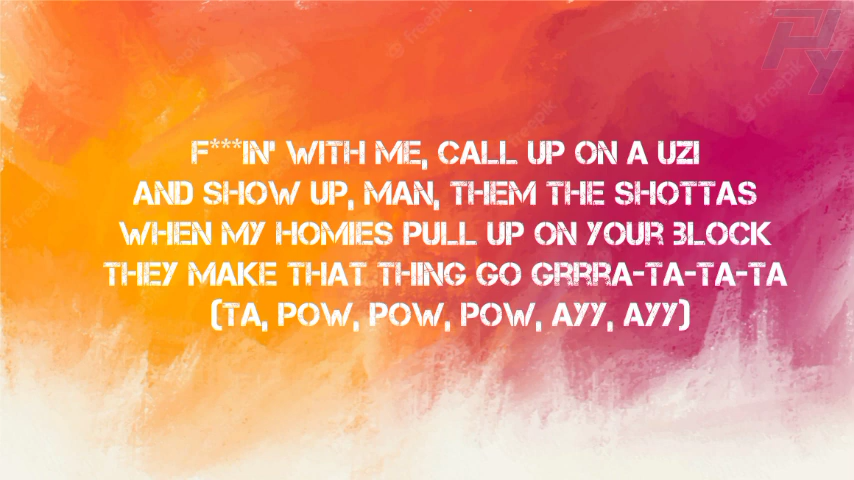 F***IN' WITH ME, CALL UP ON A UZI
AND SHOW UP, MAN, THEM THE SHOTTAS
WHEN MY HOMIES PULL UP ON YOUR BLOCK
THEY MAKE THAT THING GO GRRRA-TA-TA-TA
(TA, POW, POW, POW, AYY, AYY)